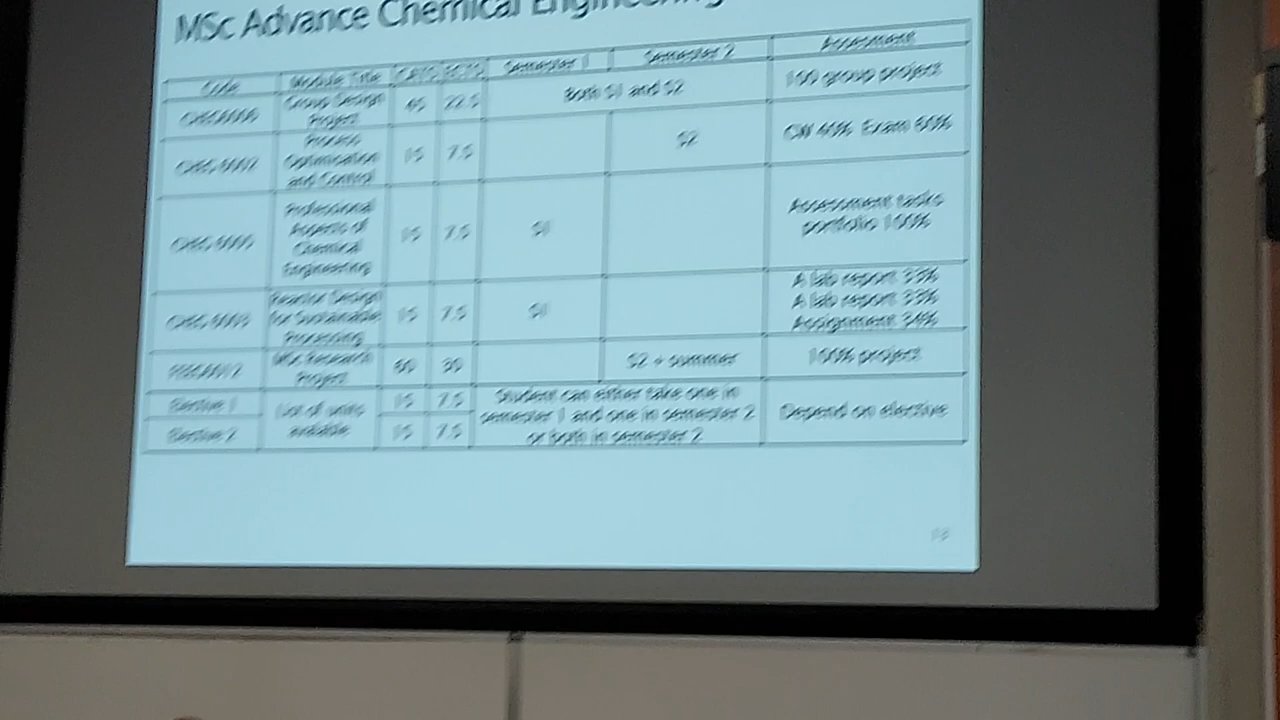 MSc Advance Chemical Engineering
Code Module Title CATS ECTS Semester 1 Semester 2 Assessment
Group Design
Project
45 22.5 Both S1 and S2 100 group project
Process
Optimisation
and Control
15 7.5 S2 CW 40% Exam 60%
Professional
Aspects of
Chemical
Engineering
15 7.5 S1 Assessment tasks
portfolio 100%
Reactor Design
for Sustainable
Processing
15 7.5 S1 A lab report 33%
A lab report 33%
Assignment 34%
MSc Research
Project
60 30 S2 + summer 100% project
Elective 1 15 7.5
Elective 2 15 7.5
List of units
available
Student can either take one in
semester 1 and one in semester 2
or both in semester 2
Depend on elective